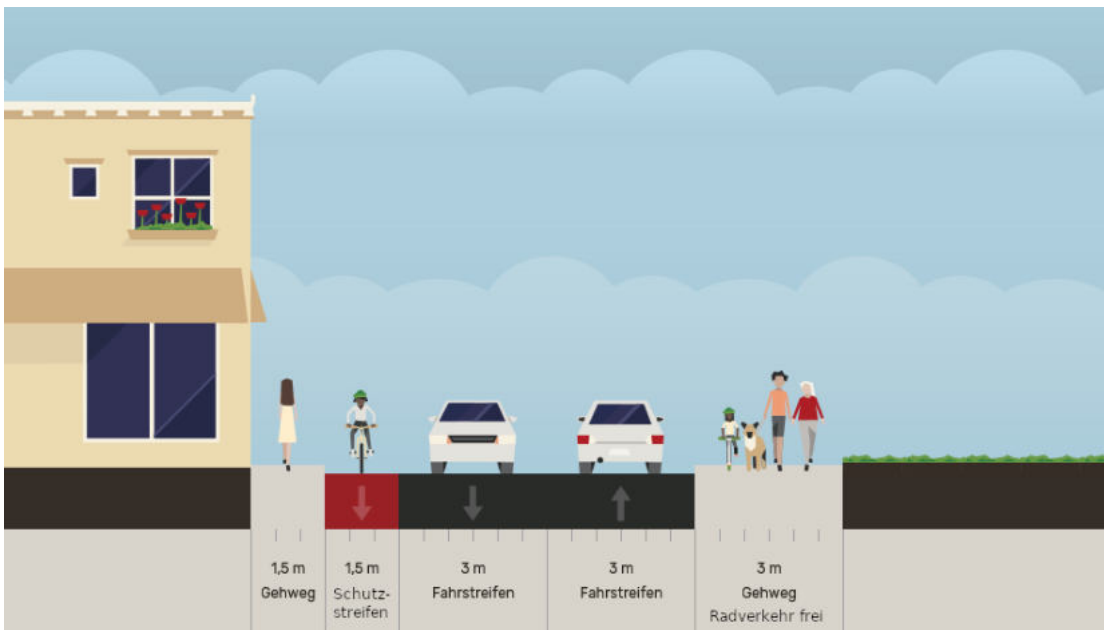 1,5 m
Gehweg
1,5 m
Schutz-
streifen
3 m
Fahrstreifen
3 m
Fahrstreifen
3 m
Gehweg
Radverkehr frei